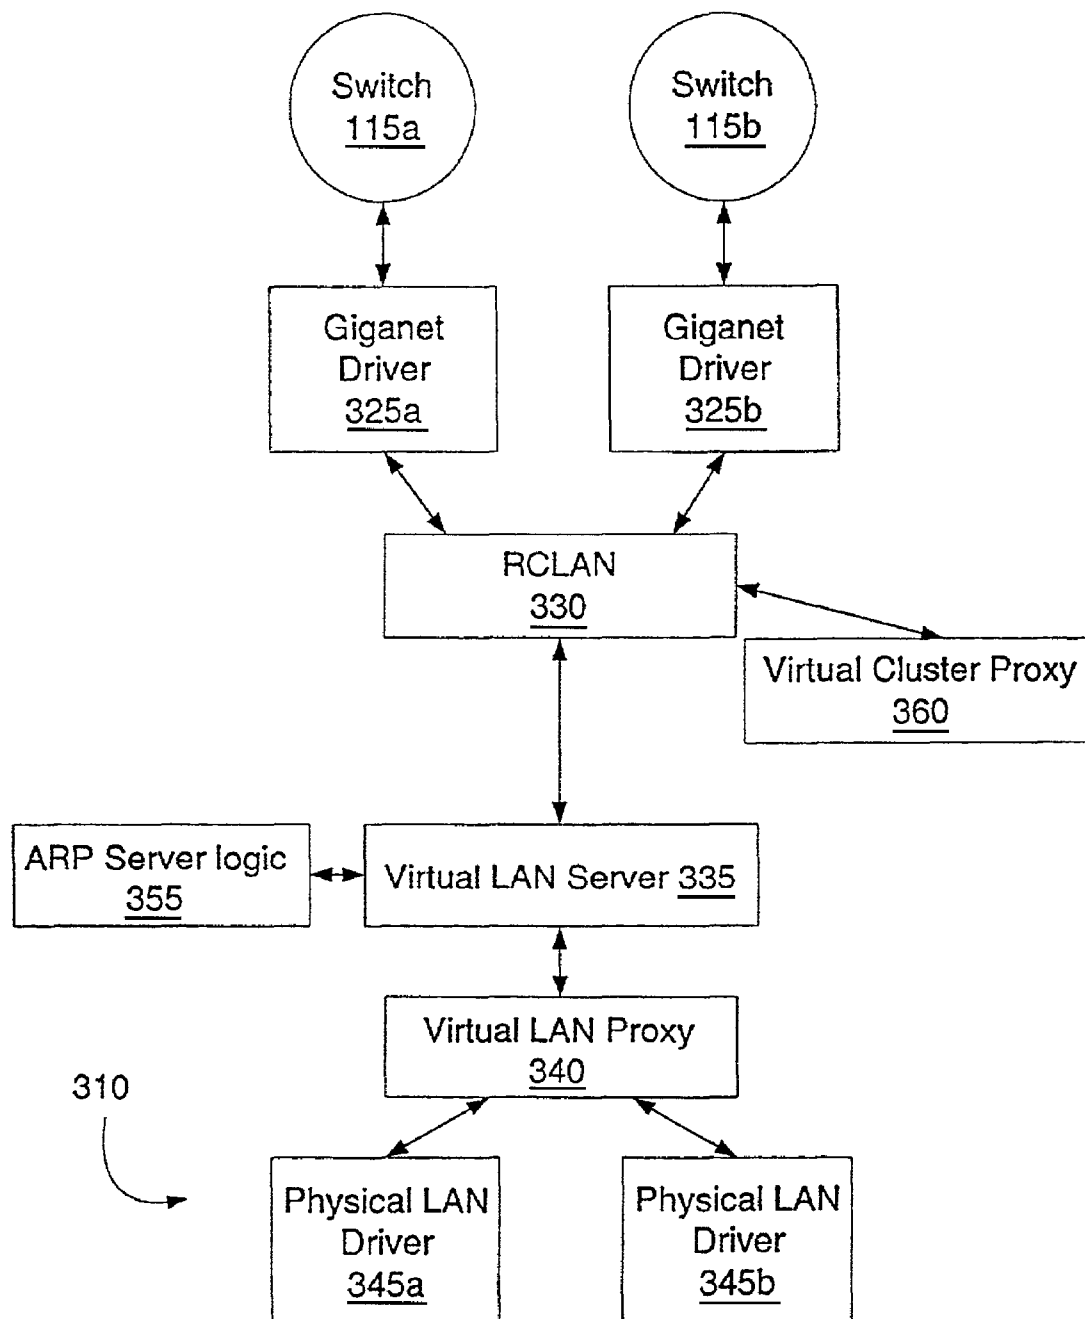 Switch
115a
Switch
115b
Giganet
Driver
325a
Giganet
Driver
325b
RCLAN
330
Virtual Cluster Proxy
360
ARP Server logic
355
Virtual LAN Server 335
Virtual LAN Proxy
340
310
Physical LAN
Driver
345a
Physical LAN
Driver
345b